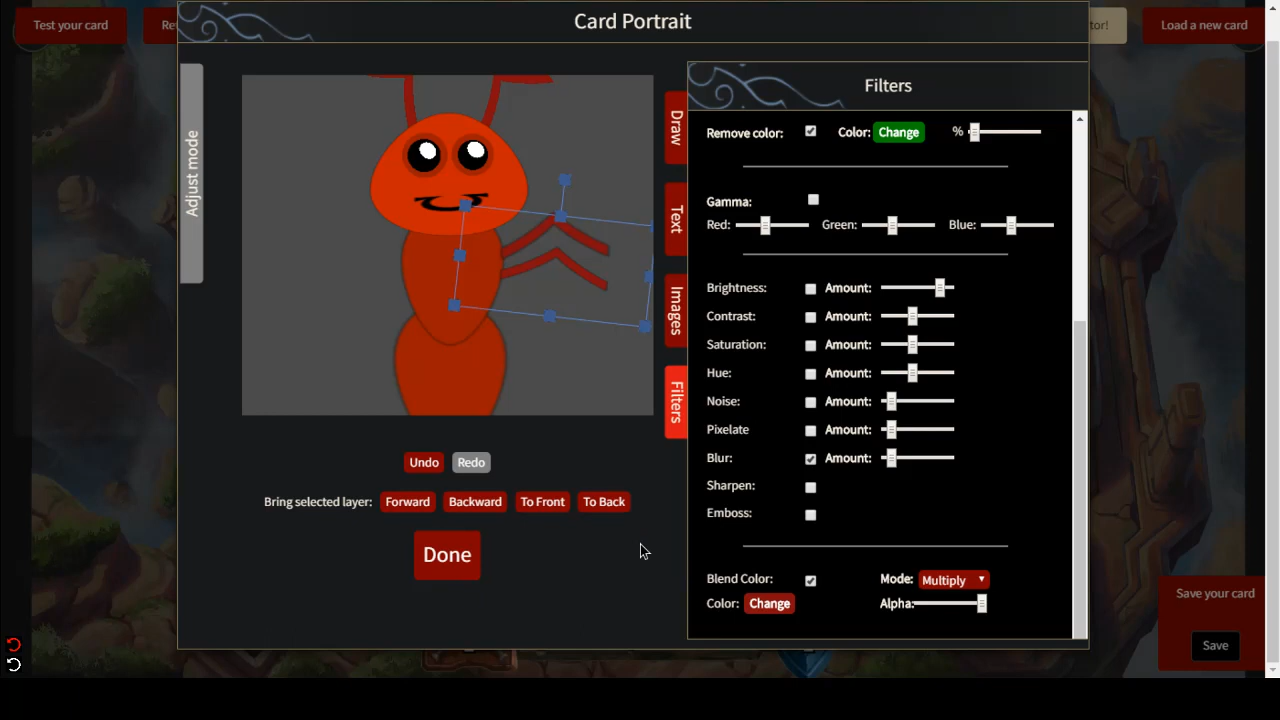 Test your card
Re
Card Portrait
tor!
Load a new card
Adjust mode
Draw
Text
Images
Filters
Filters
Remove color:
Color:
Change
%
Gamma:
Red:
Green:
Blue:
Brightness:
Amount:
Contrast:
Amount:
Saturation:
Amount:
Hue:
Amount:
Noise:
Amount:
Pixelate
Amount:
Blur:
Amount:
Sharpen:
Emboss:
Blend Color:
Mode:
Multiply
Color:
Change
Alpha:
Undo
Redo
Bring selected layer:
Forward
Backward
To Front
To Back
Done
Save your card
Save